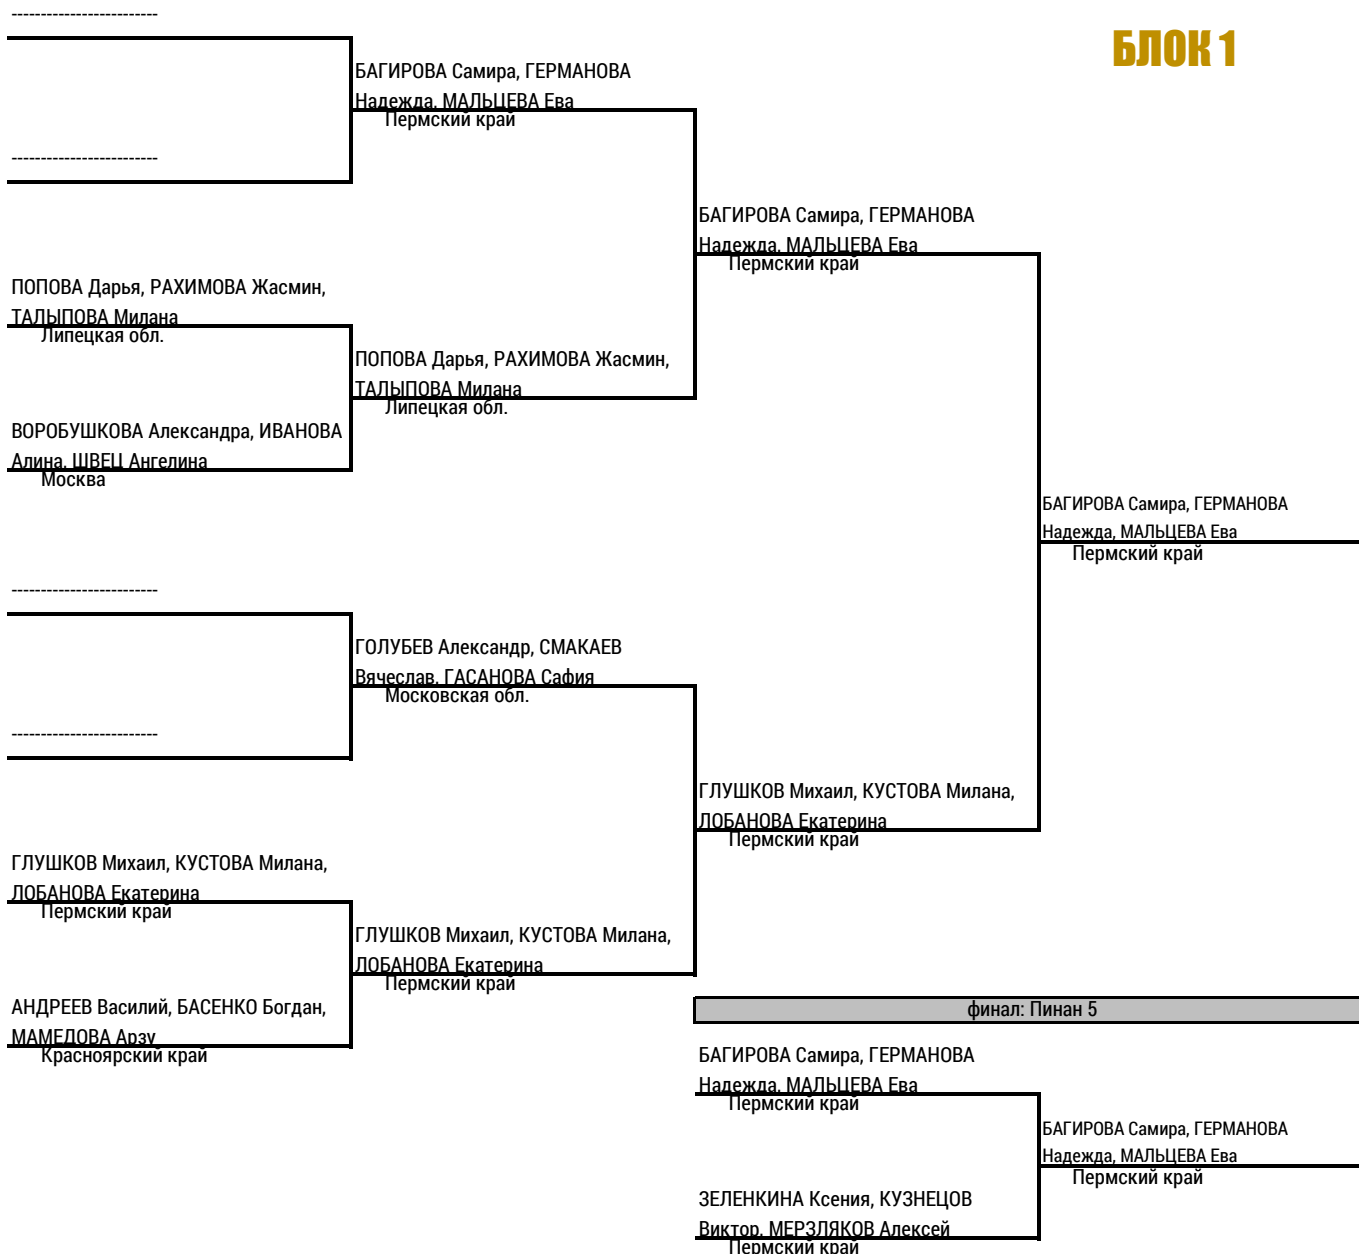 -------------------------
БЛОК 1
БАГИРОВА Самира, ГЕРМАНОВА
Надежда, МАЛЬЦЕВА Ева
Пермский край
-------------------------
БАГИРОВА Самира, ГЕРМАНОВА
Надежда, МАЛЬЦЕВА Ева
Пермский край
ПОПОВА Дарья, РАХИМОВА Жасмин,
ТАЛЫПОВА Милана
Липецкая обл.
ПОПОВА Дарья, РАХИМОВА Жасмин,
ТАЛЫПОВА Милана
Липецкая обл.
ВОРОБУШКОВА Александра, ИВАНОВА
Алина, ШВЕЦ Ангелина
Москва
БАГИРОВА Самира, ГЕРМАНОВА
Надежда, МАЛЬЦЕВА Ева
Пермский край
-------------------------
ГОЛУБЕВ Александр, СМАКАЕВ
Вячеслав, ГАСАНОВА Сафия
Московская обл.
-------------------------
ГЛУШКОВ Михаил, КУСТОВА Милана,
ЛОБАНОВА Екатерина
Пермский край
ГЛУШКОВ Михаил, КУСТОВА Милана,
ЛОБАНОВА Екатерина
Пермский край
ГЛУШКОВ Михаил, КУСТОВА Милана,
ЛОБАНОВА Екатерина
Пермский край
АНДРЕЕВ Василий, БАСЕНКО Богдан,
МАМЕДОВА Арзу
Красноярский край
финал: Пинан 5
БАГИРОВА Самира, ГЕРМАНОВА
Надежда, МАЛЬЦЕВА Ева
Пермский край
БАГИРОВА Самира, ГЕРМАНОВА
Надежда, МАЛЬЦЕВА Ева
Пермский край
ЗЕЛЕНКИНА Ксения, КУЗНЕЦОВ
Виктор, МЕРЗЛЯКОВ Алексей
Пермский край